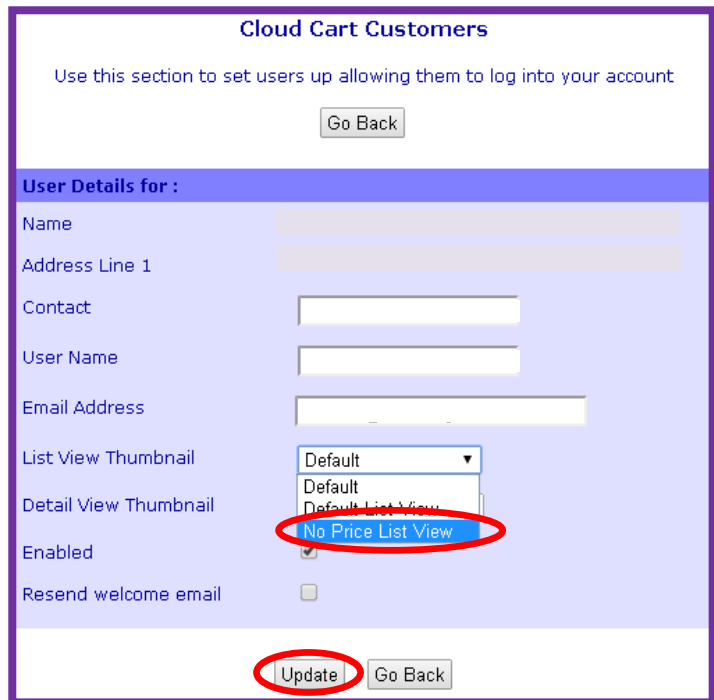 Cloud Cart Customers
Use this section to set users up allowing them to log into your account
Go Back
User Details for :
Name
Address Line 1
Contact
User Name
Email Address
List View Thumbnail
Default
Default
Detail View Thumbnail
Default List View
No Price List View
Enabled
Resend welcome email
Update
Go Back